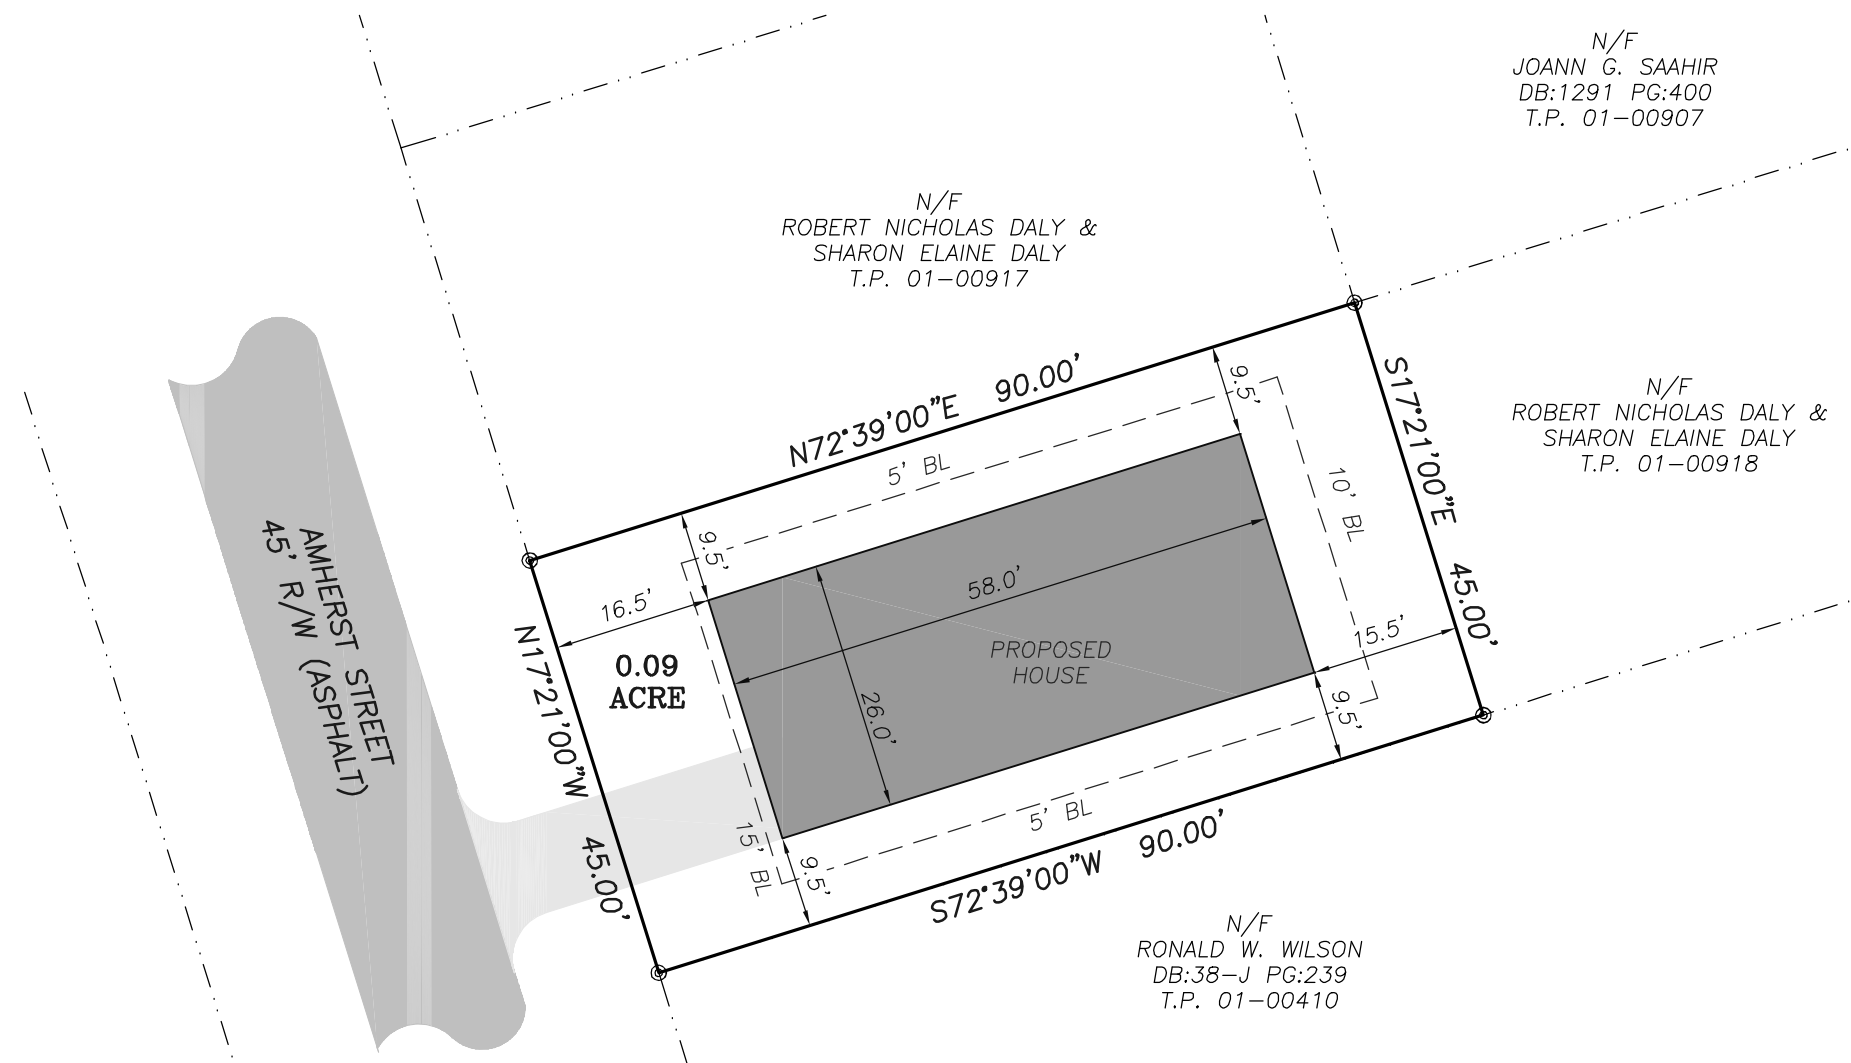 N/F
JOANN G. SAAHIR
DB:1291 PG:400
T.P. 01-00907
N/F
ROBERT NICHOLAS DALY &
SHARON ELAINE DALY
T.P. 01-00917
N72°39'00"E 90.00'
S17°21'00"E 45.00'
N/F
ROBERT NICHOLAS DALY &
SHARON ELAINE DALY
T.P. 01-00918
9.5'
5' BL
10' BL
9.5'
16.5'
58.0'
AMHERST STREET
45' R/W (ASPHALT)
0.09
ACRE
PROPOSED
HOUSE
15.5'
26.0'
9.5'
N17°21'00"W 45.00'
15' BL
9.5'
5' BL
S72°39'00"W 90.00'
N/F
RONALD W. WILSON
DB:38-J PG:239
T.P. 01-00410